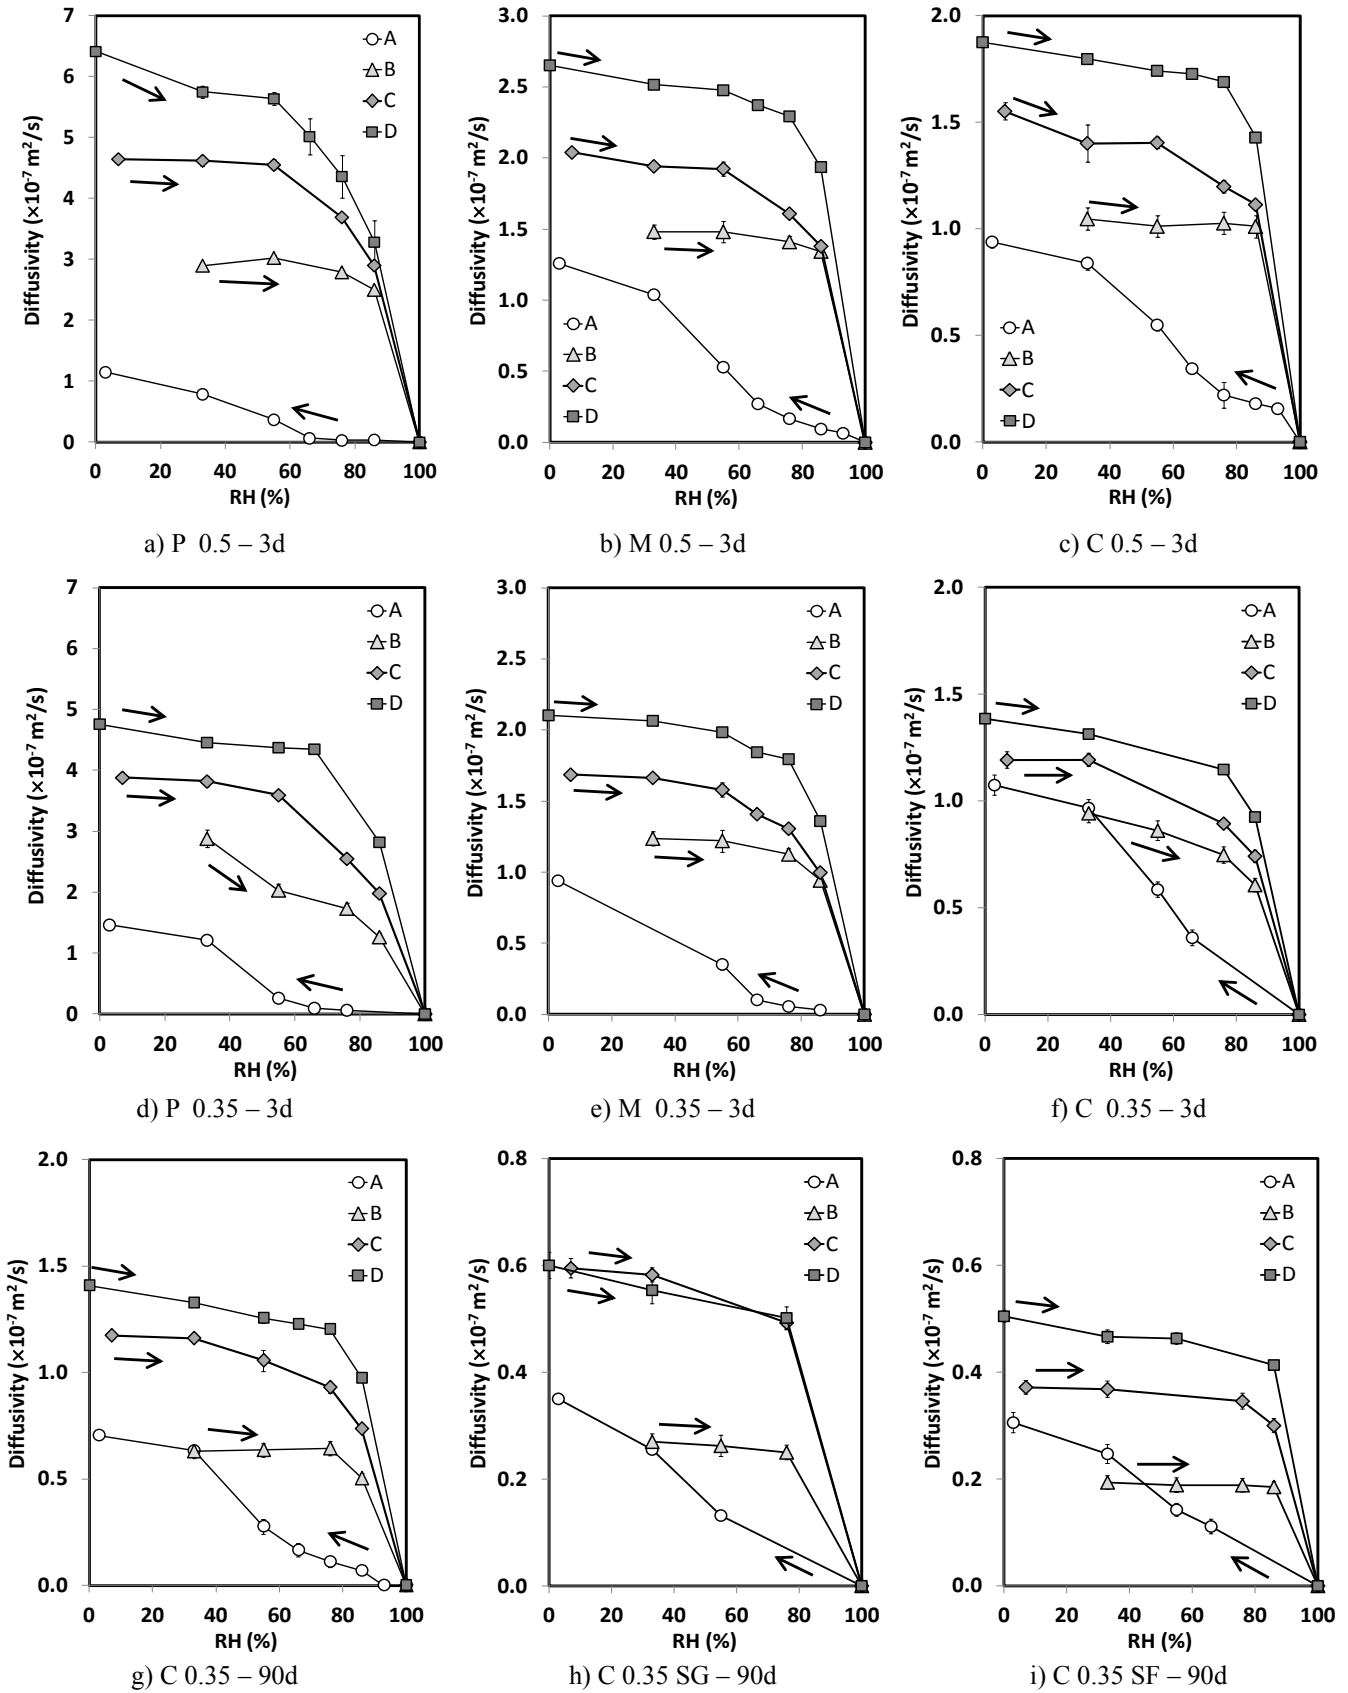 7
6
5
4
3
2
1
0
Diffusivity (×10⁻⁷ m²/s)
A
B
C
D
0 20 40 60 80 100
RH (%)
a) P 0.5 – 3d
3.0
2.5
2.0
1.5
1.0
0.5
0.0
Diffusivity (×10⁻⁷ m²/s)
A
B
C
D
0 20 40 60 80 100
RH (%)
b) M 0.5 – 3d
2.0
1.5
1.0
0.5
0.0
Diffusivity (×10⁻⁷ m²/s)
A
B
C
D
0 20 40 60 80 100
RH (%)
c) C 0.5 – 3d
7
6
5
4
3
2
1
0
Diffusivity (×10⁻⁷ m²/s)
A
B
C
D
0 20 40 60 80 100
RH (%)
d) P 0.35 – 3d
3.0
2.5
2.0
1.5
1.0
0.5
0.0
Diffusivity (×10⁻⁷ m²/s)
A
B
C
D
0 20 40 60 80 100
RH (%)
e) M 0.35 – 3d
2.0
1.5
1.0
0.5
0.0
Diffusivity (×10⁻⁷ m²/s)
A
B
C
D
0 20 40 60 80 100
RH (%)
f) C 0.35 – 3d
2.0
1.5
1.0
0.5
0.0
Diffusivity (×10⁻⁷ m²/s)
A
B
C
D
0 20 40 60 80 100
RH (%)
g) C 0.35 – 90d
0.8
0.6
0.4
0.2
0.0
Diffusivity (×10⁻⁷ m²/s)
A
B
C
D
0 20 40 60 80 100
RH (%)
h) C 0.35 SG – 90d
0.8
0.6
0.4
0.2
0.0
Diffusivity (×10⁻⁷ m²/s)
A
B
C
D
0 20 40 60 80 100
RH (%)
i) C 0.35 SF – 90d